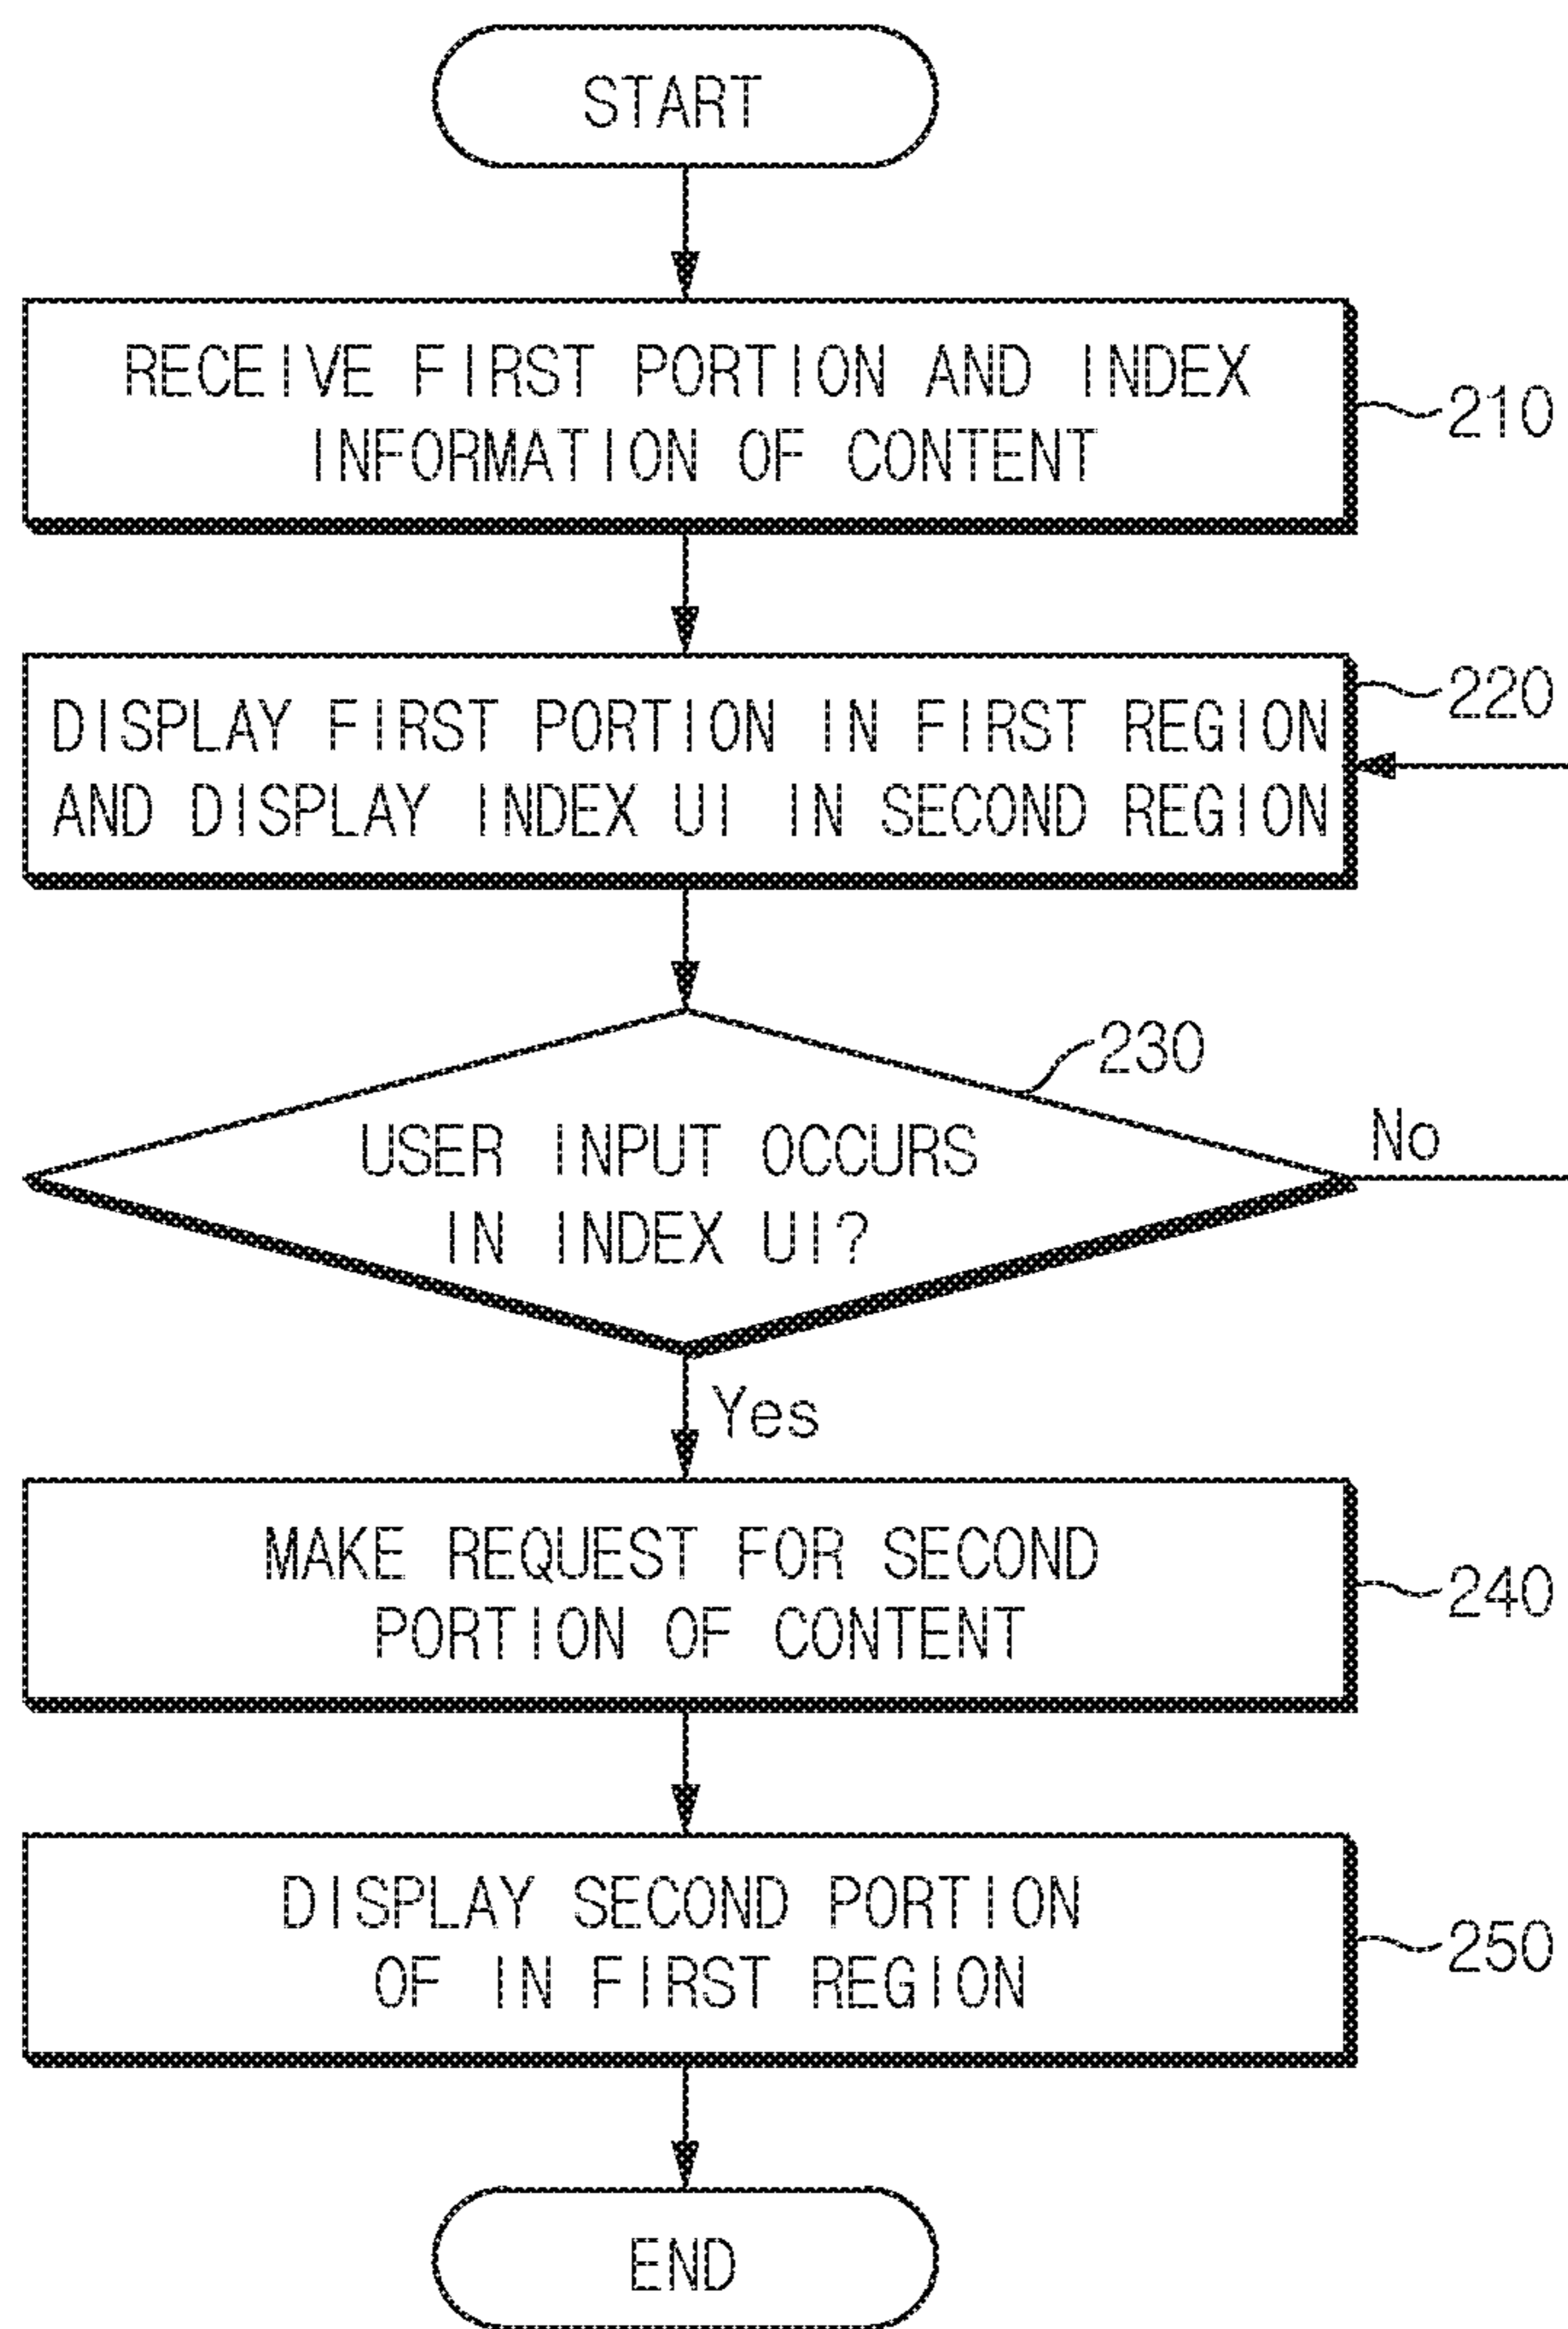 START
RECEIVE FIRST PORTION AND INDEX
INFORMATION OF CONTENT
210
DISPLAY FIRST PORTION IN FIRST REGION
AND DISPLAY INDEX UI IN SECOND REGION
220
230
USER INPUT OCCURS
IN INDEX UI?
No
Yes
MAKE REQUEST FOR SECOND
PORTION OF CONTENT
240
DISPLAY SECOND PORTION
OF IN FIRST REGION
250
END